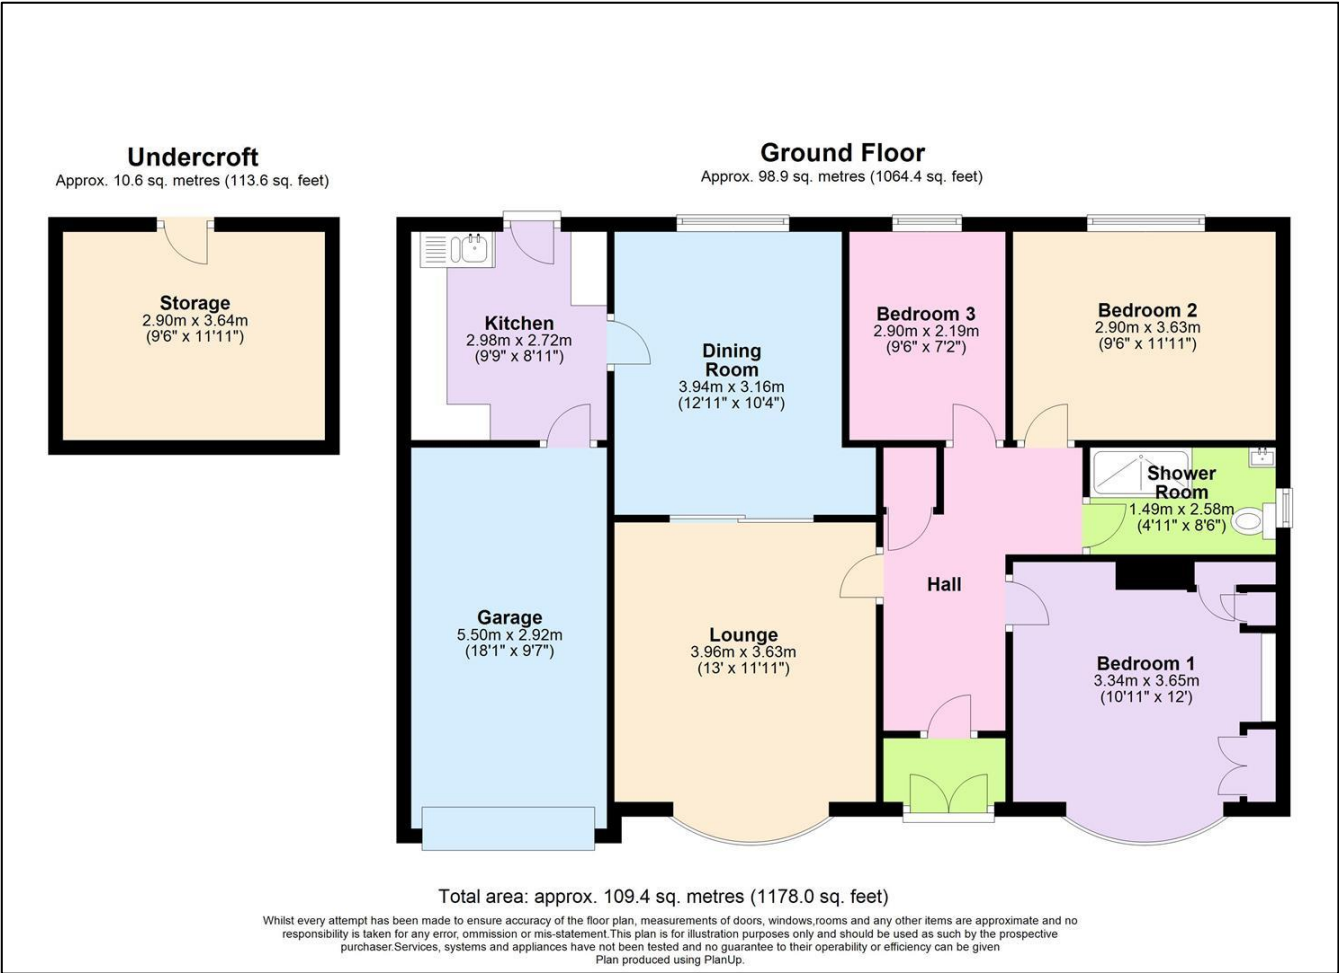 Undercroft
Approx. 10.6 sq. metres (113.6 sq. feet)
Storage
2.90m x 3.64m
(9'6" x 11'11")
Ground Floor
Approx. 98.9 sq. metres (1064.4 sq. feet)
Kitchen
2.98m x 2.72m
(9'9" x 8'11")
Dining
Room
3.94m x 3.16m
(12'11" x 10'4")
Bedroom 3
2.90m x 2.19m
(9'6" x 7'2")
Bedroom 2
2.90m x 3.63m
(9'6" x 11'11")
Shower
Room
1.49m x 2.58m
(4'11" x 8'6")
Hall
Garage
5.50m x 2.92m
(18'1" x 9'7")
Lounge
3.96m x 3.63m
(13' x 11'11")
Bedroom 1
3.34m x 3.65m
(10'11" x 12')
Total area: approx. 109.4 sq. metres (1178.0 sq. feet)
Whilst every attempt has been made to ensure accuracy of the floor plan, measurements of doors, windows,rooms and any other items are approximate and no
responsibility is taken for any error, ommission or mis-statement.This plan is for illustration purposes only and should be used as such by the prospective
purchaser.Services, systems and appliances have not been tested and no guarantee to their operability or efficiency can be given
Plan produced using PlanUp.